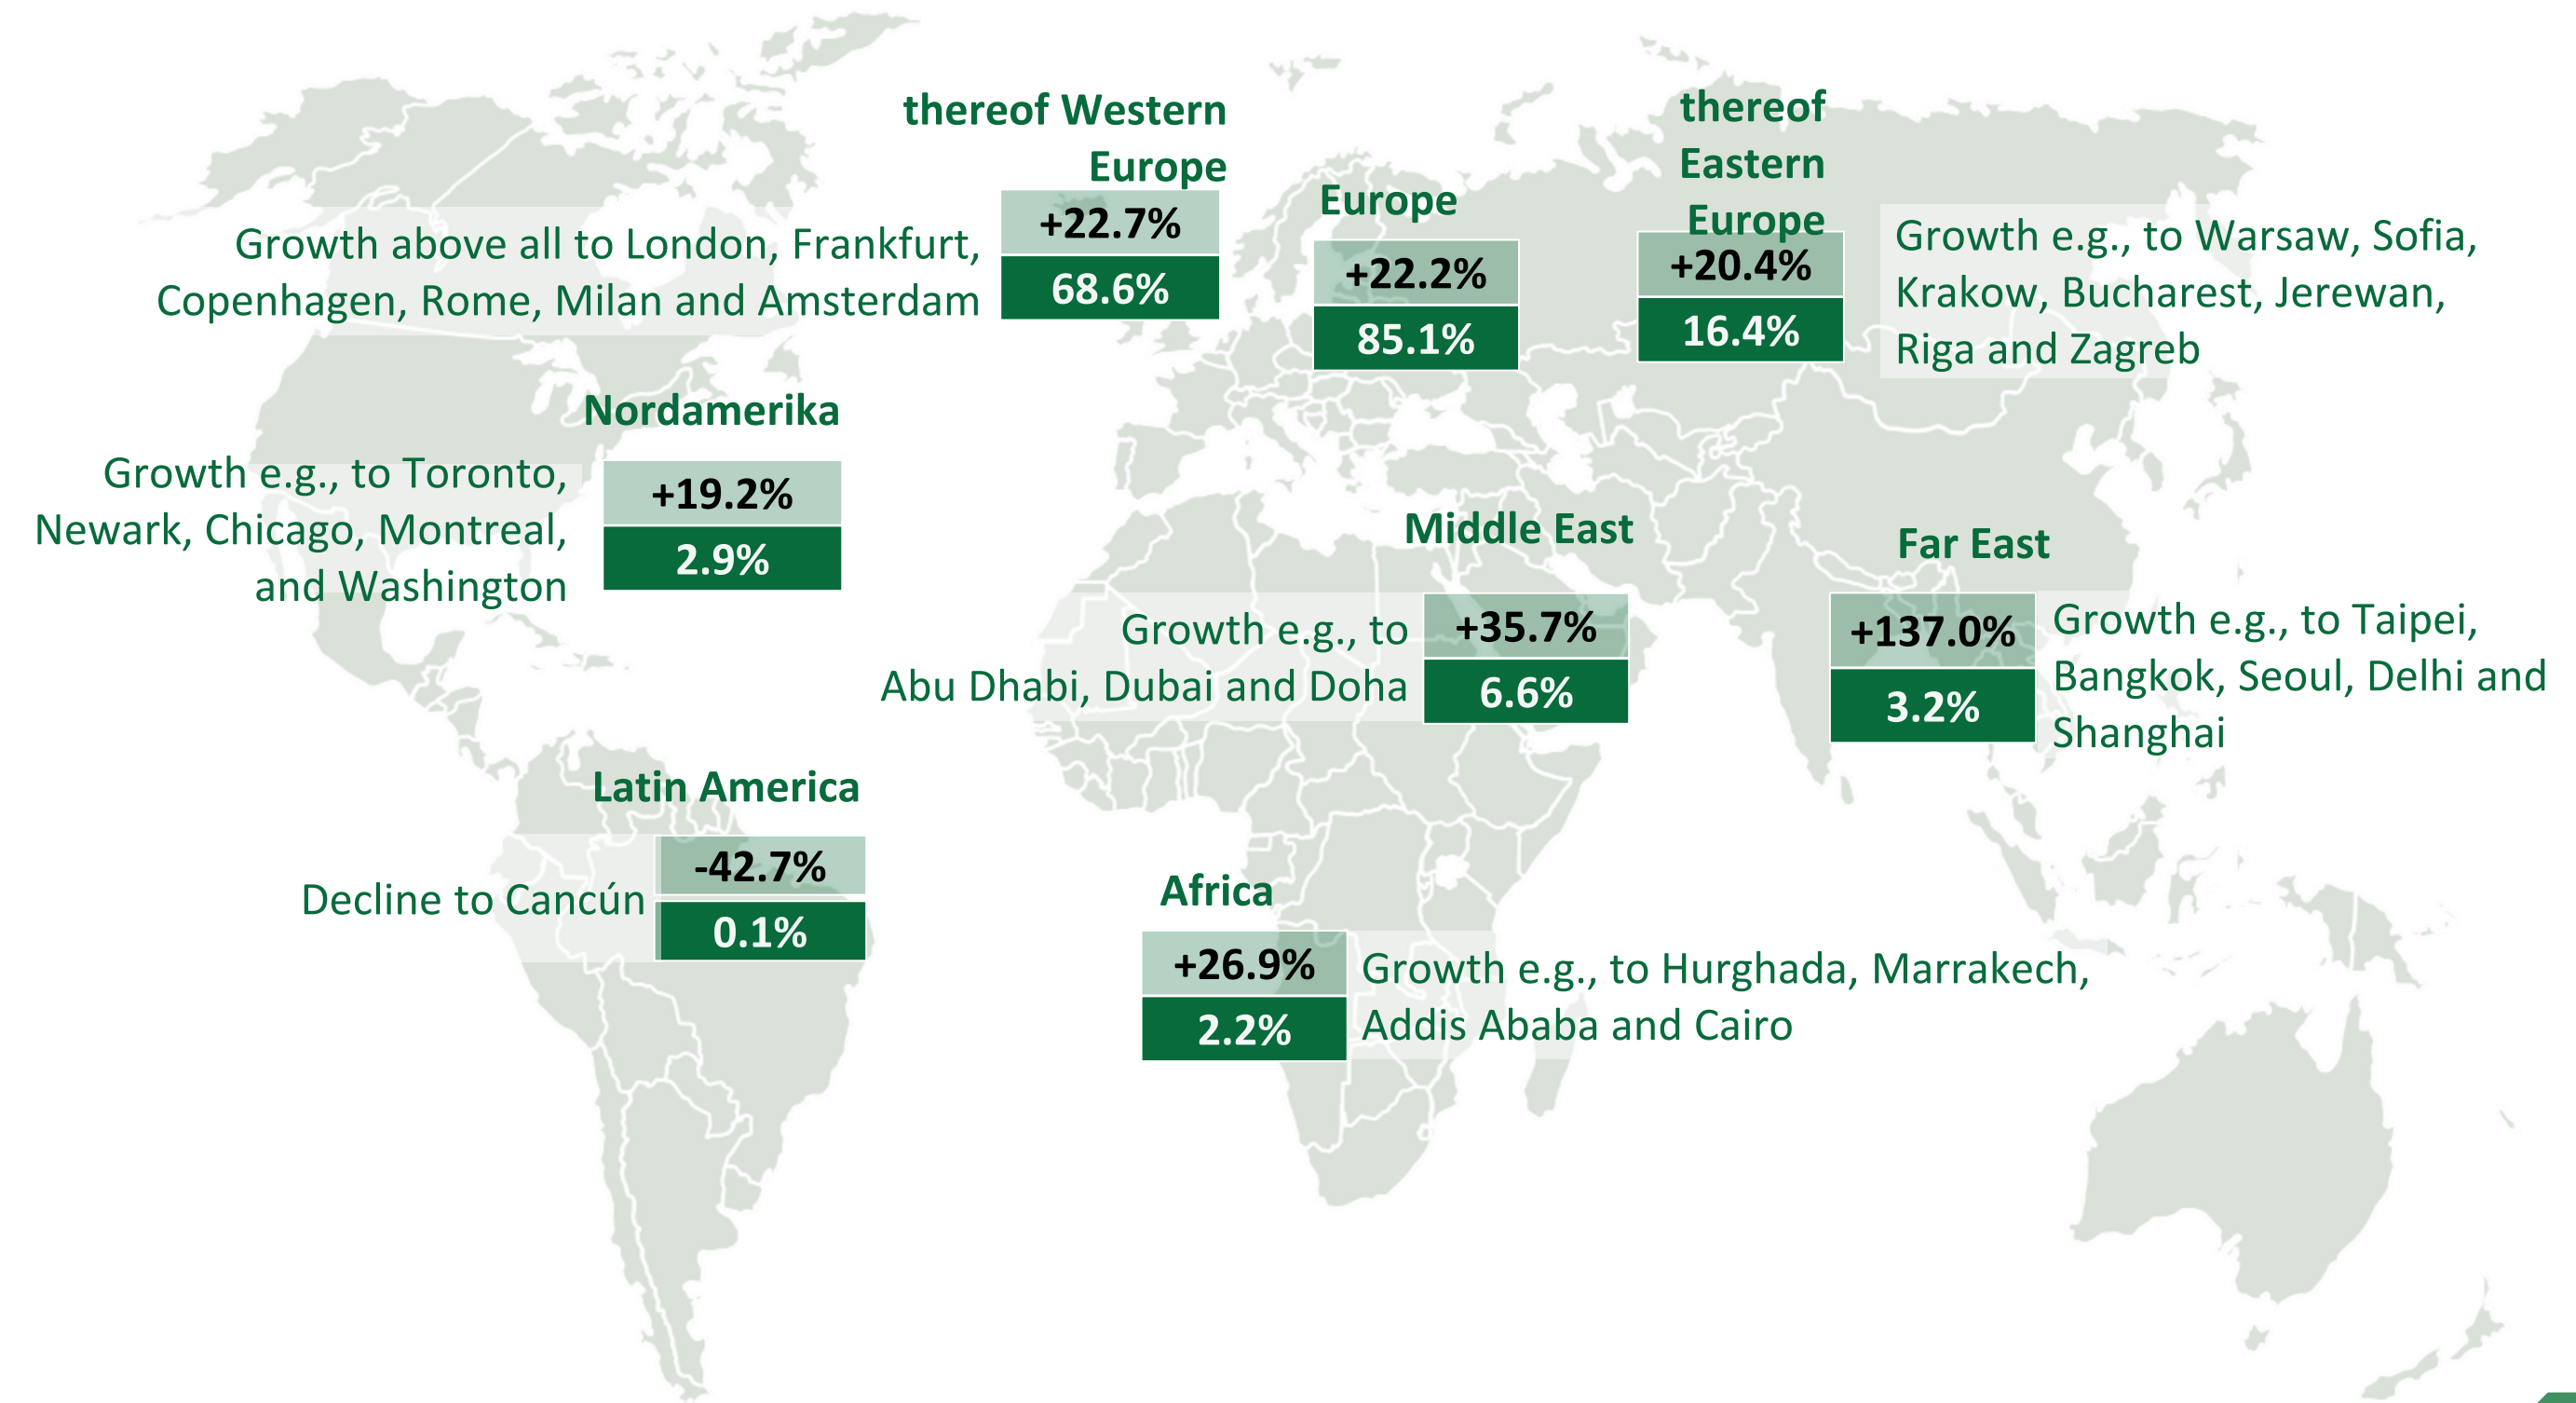 thereof Western
Europe
+22.7%
68.6%
Growth above all to London, Frankfurt,
Copenhagen, Rome, Milan and Amsterdam
Europe
+22.2%
85.1%
thereof
Eastern
Europe
+20.4%
16.4%
Growth e.g., to Warsaw, Sofia,
Krakow, Bucharest, Jerewan,
Riga and Zagreb
Nordamerika
+19.2%
2.9%
Growth e.g., to Toronto,
Newark, Chicago, Montreal,
and Washington
Middle East
+35.7%
6.6%
Growth e.g., to
Abu Dhabi, Dubai and Doha
Far East
+137.0%
3.2%
Growth e.g., to Taipei,
Bangkok, Seoul, Delhi and
Shanghai
Latin America
-42.7%
0.1%
Decline to Cancún
Africa
+26.9%
2.2%
Growth e.g., to Hurghada, Marrakech,
Addis Ababa and Cairo